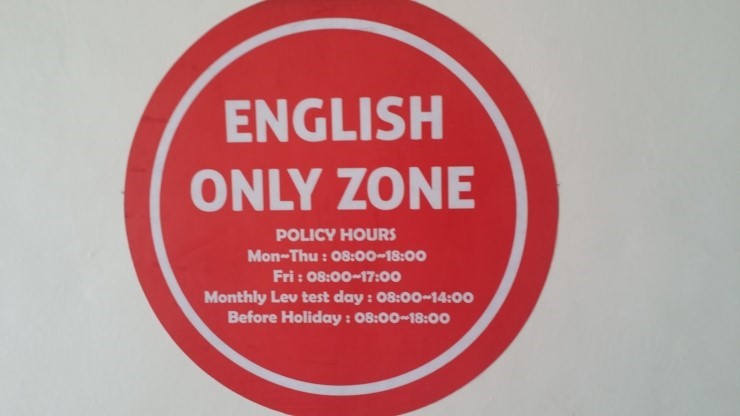 ENGLISH
ONLY ZONE
POLICY HOURS
Mon~Thu : 08:00~18:00
Fri : 08:00~17:00
Monthly Lev test day : 08:00~14:00
Before Holiday : 08:00~18:00